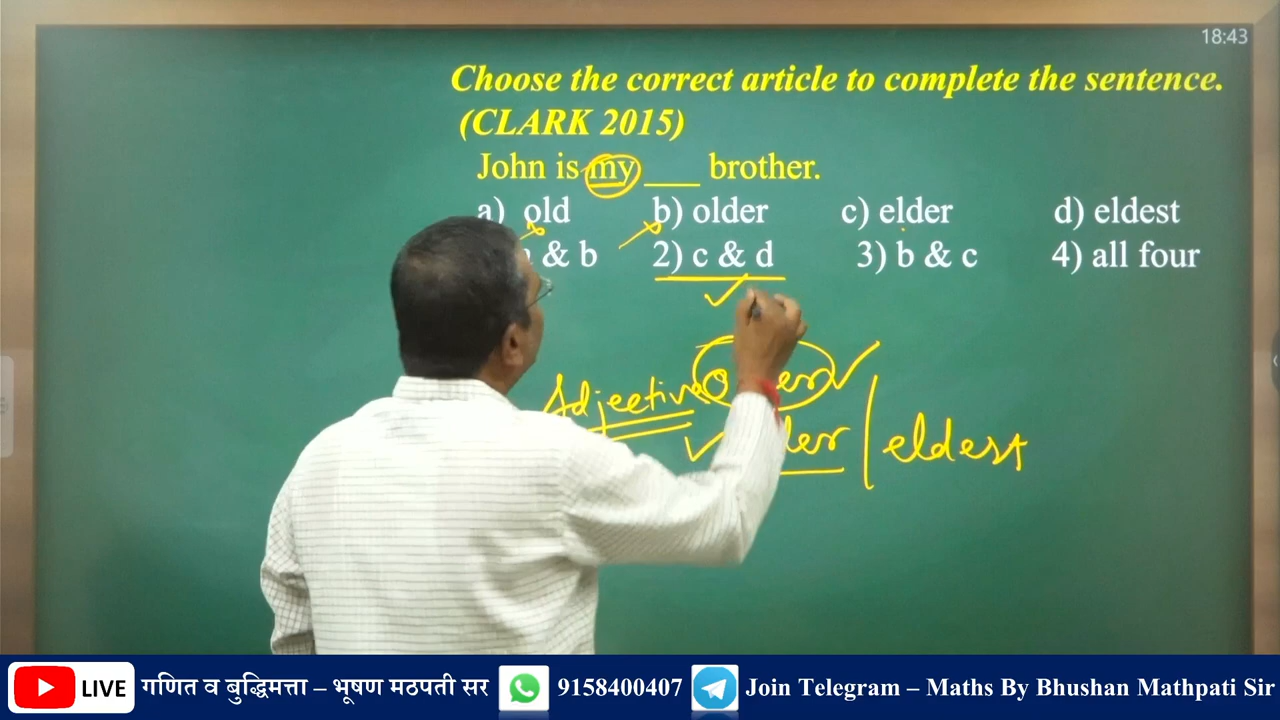 18:43
Choose the correct article to complete the sentence.
(CLARK 2015)
John is my ___ brother.
a) old b) older c) elder d) eldest
& b 2) c & d 3) b & c 4) all four
Adjective
eldest
LIVE गणित व बुद्धिमत्ता – भूषण मठपती सर 9158400407 Join Telegram – Maths By Bhushan Mathpati Sir